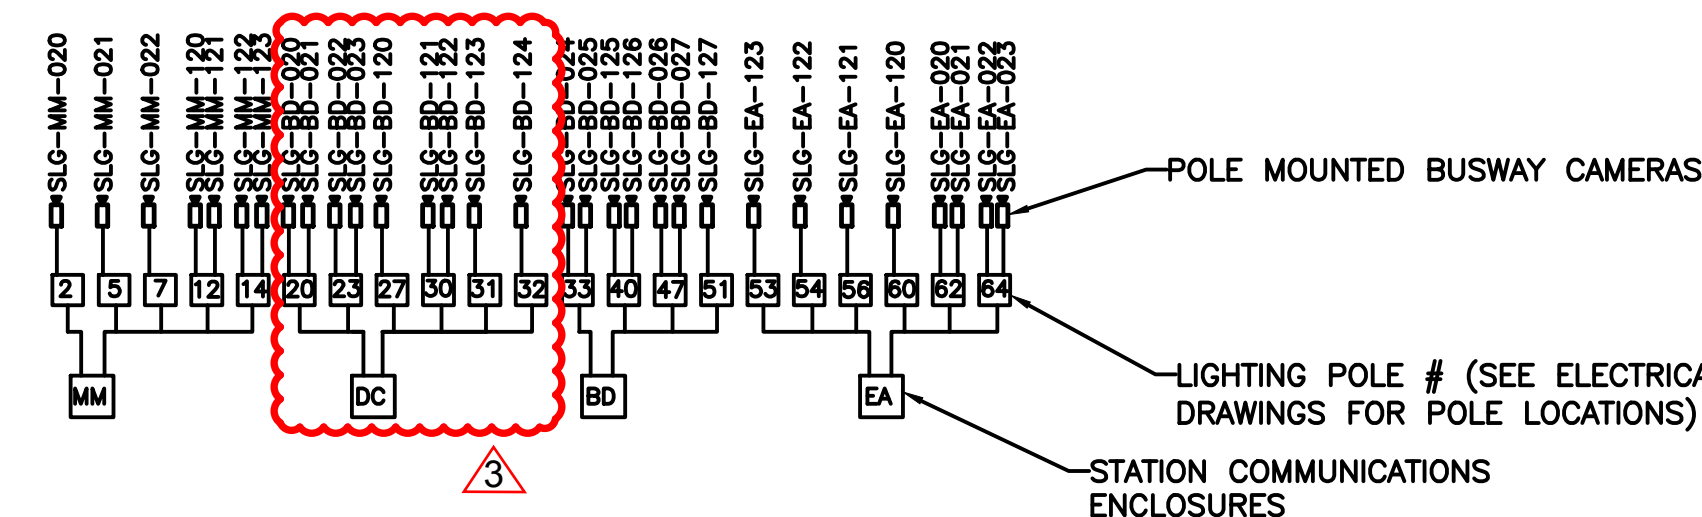 SLG-MM-020
SLG-MM-021
SLG-MM-022
SLG-MM-120
SLG-MM-121
SLG-MM-122
SLG-MM-123
SLG-BD-020
SLG-BD-021
SLG-BD-022
SLG-BD-023
SLG-BD-120
SLG-BD-121
SLG-BD-122
SLG-BD-123
SLG-BD-124
SLG-BD-024
SLG-BD-025
SLG-BD-125
SLG-BD-126
SLG-BD-026
SLG-BD-027
SLG-BD-127
SLG-EA-123
SLG-EA-122
SLG-EA-121
SLG-EA-120
SLG-EA-020
SLG-EA-021
SLG-EA-022
SLG-EA-023
POLE MOUNTED BUSWAY CAMERAS
2 5 7 12 14 20 23 27 30 31 32 33 40 47 51 53 54 56 60 62 64
LIGHTING POLE # (SEE ELECTRICA
DRAWINGS FOR POLE LOCATIONS)
MM DC BD EA
STATION COMMUNICATIONS
ENCLOSURES
3